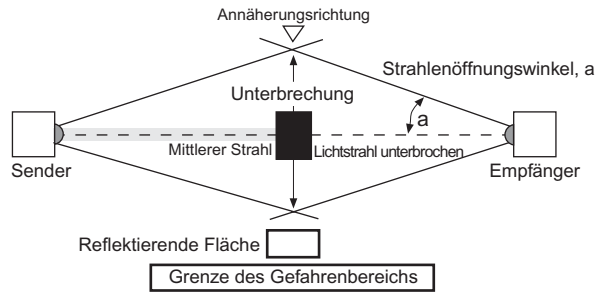 Annäherungsrichtung
Strahlenöffnungswinkel, a
Unterbrechung
a
Mittlerer Strahl
Lichtstrahl unterbrochen
Sender
Empfänger
Reflektierende Fläche
Grenze des Gefahrenbereichs